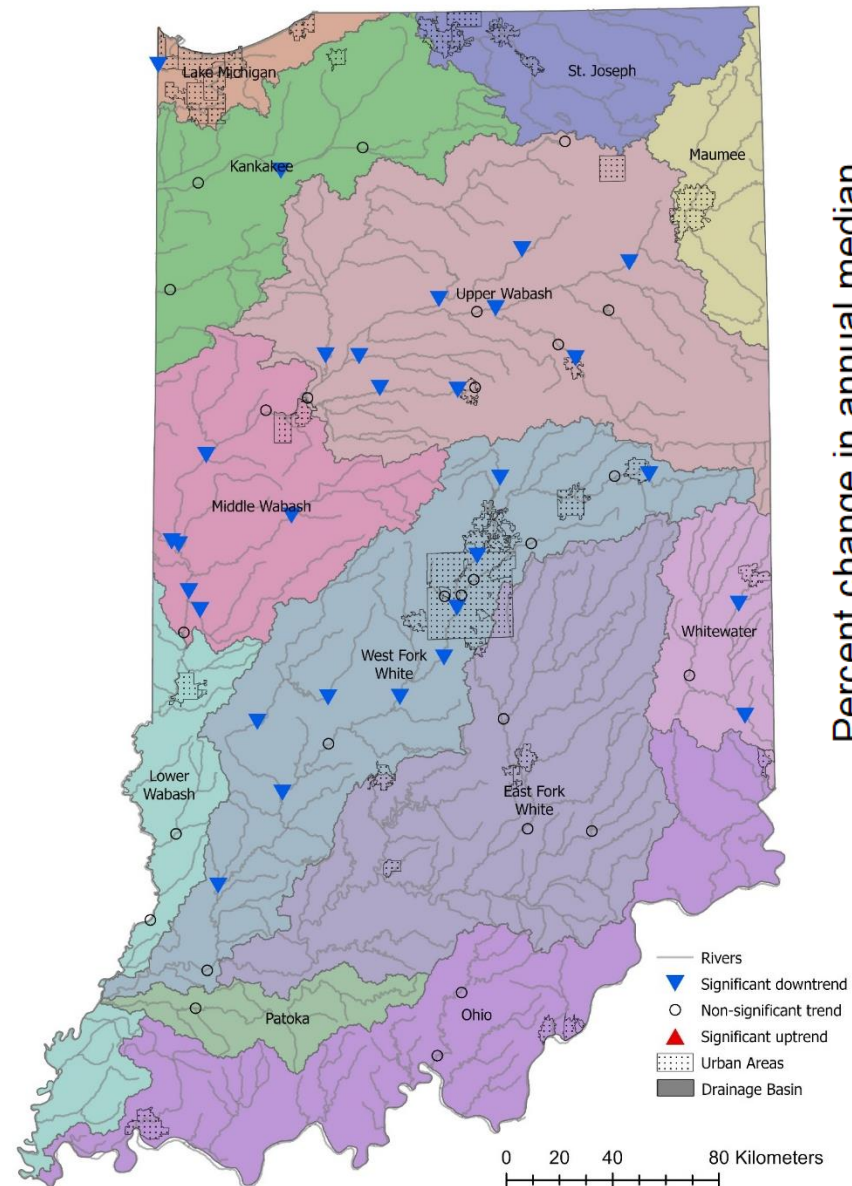 Lake Michigan
St. Joseph
Kankakee
Maumee
Upper Wabash
Middle Wabash
West Fork
White
Whitewater
Lower
Wabash
East Fork
White
Patoka
Ohio
Rivers
Significant downtrend
Non-significant trend
Significant uptrend
Urban Areas
Drainage Basin
0 20 40 80 Kilometers
Percent change in annual median